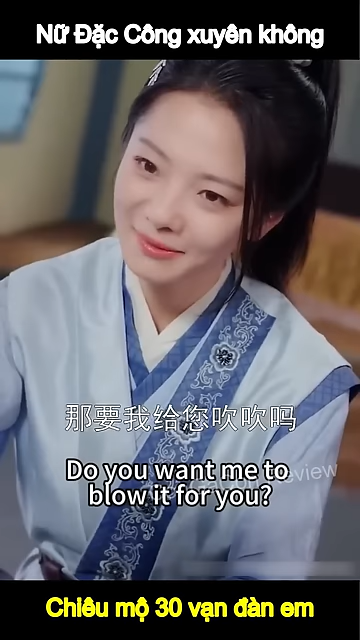 Nữ Đặc Công xuyên không
那要我给您吹吹吗
Do you want me to
blow it for you?
Chiêu mộ 30 vạn đàn em